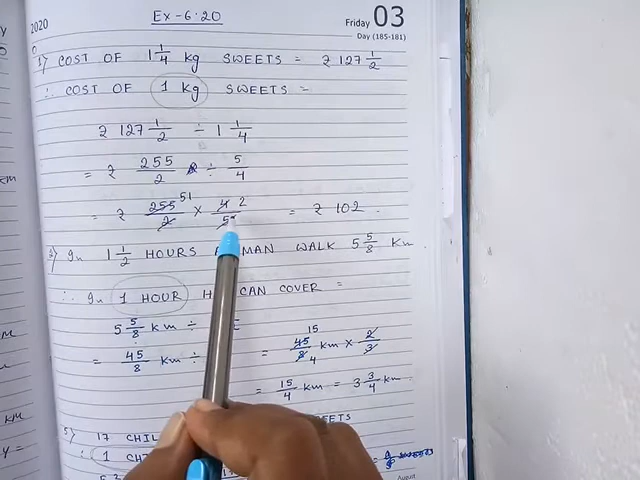 2020
Ex-6.20
Friday 03
Day (185-181)
1) COST OF 1 1/4 kg SWEETS = ₹ 127 1/2
∴ COST OF 1 kg SWEETS =
₹ 127 1/2 ÷ 1 1/4
= ₹ 255/2 ÷ 5/4
= ₹ 255/2 51 × 4/5 2 = ₹ 102.
2) In 1 1/2 HOURS MAN WALK 5 5/8 Km
∴ In 1 HOUR CAN COVER =
5 5/8 Km ÷
= 45/8 Km ÷ = 45/8 15 4 Km × 2/3
= 15/4 Km = 3 3/4 Km.
5) 17
∴ 1
August